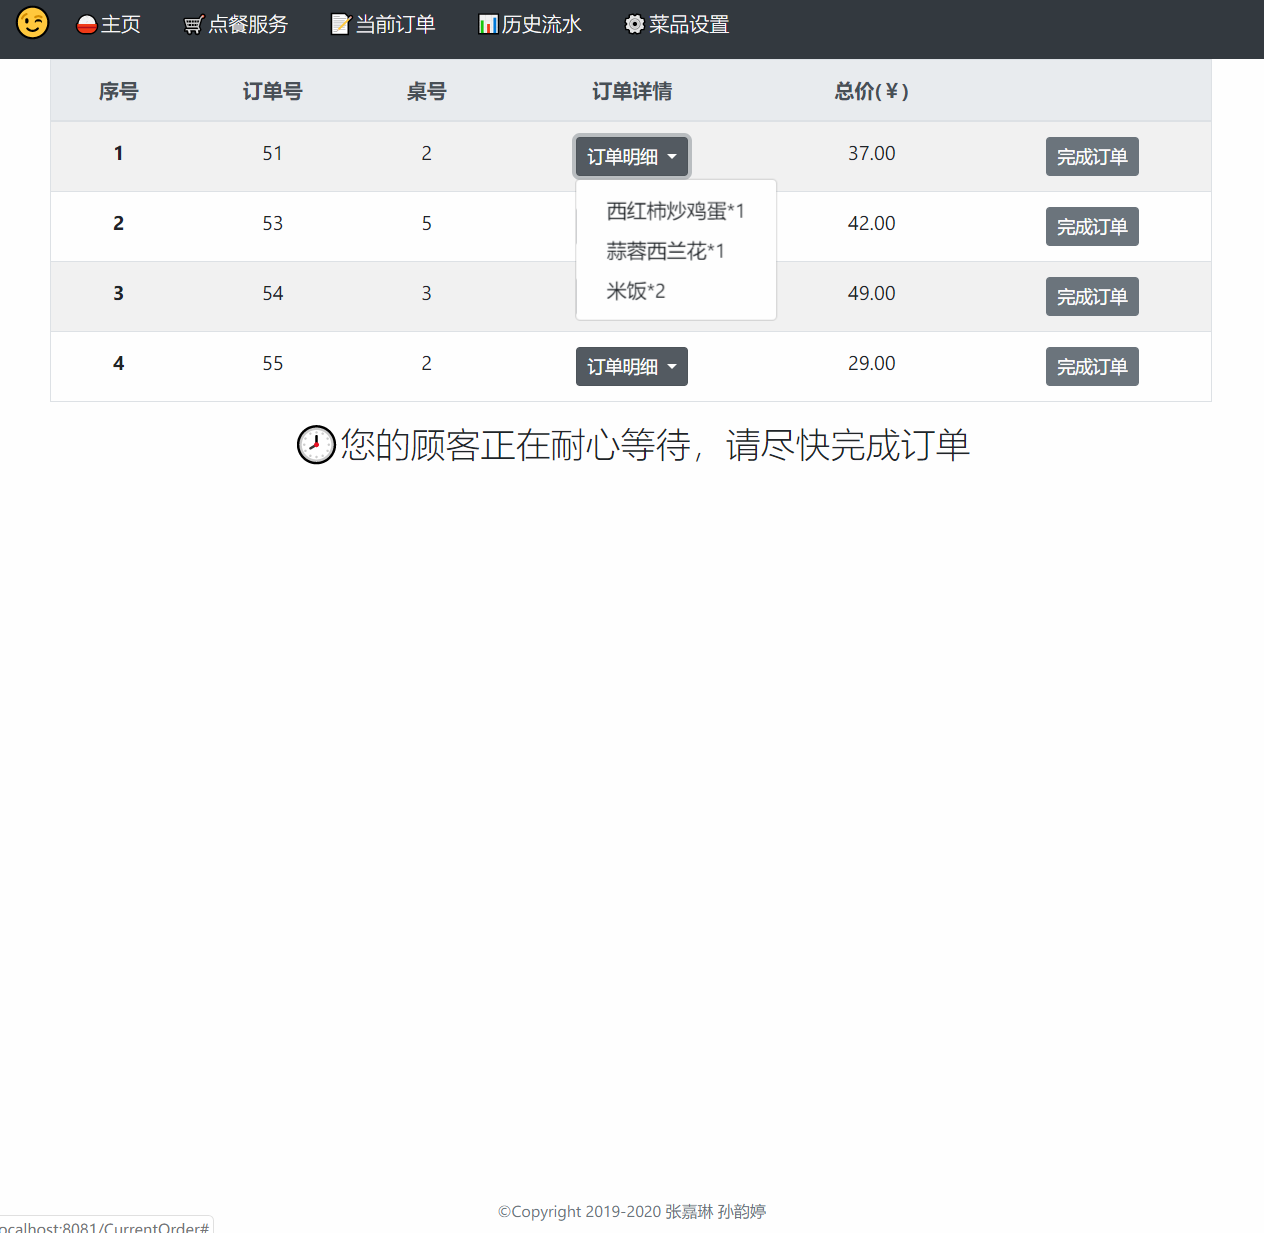 主页 点餐服务 当前订单 历史流水 菜品设置
序号 订单号 桌号 订单详情 总价(￥)
1 51 2 订单明细 37.00 完成订单
西红柿炒鸡蛋*1
2 53 5 42.00 完成订单
蒜蓉西兰花*1
3 54 3 49.00 完成订单
米饭*2
4 55 2 订单明细 29.00 完成订单
您的顾客正在耐心等待，请尽快完成订单
©Copyright 2019-2020 张嘉琳 孙韵婷
ocalhost:8081/CurrentOrder#